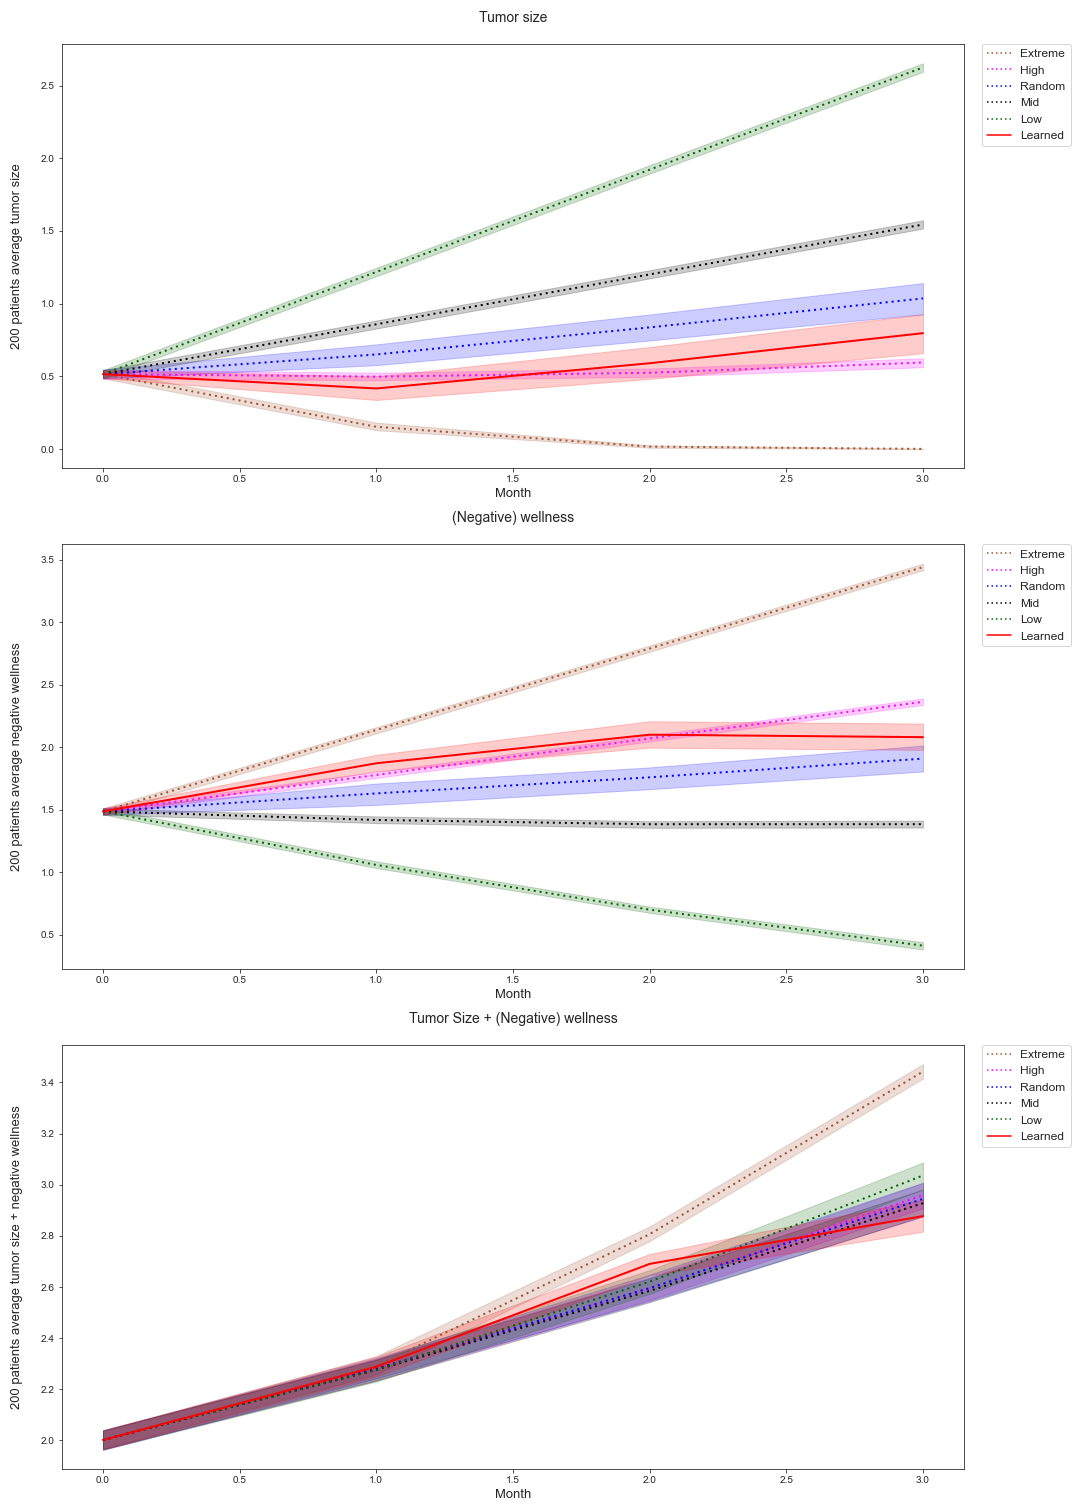 Tumor size
Extreme
High
Random
Mid
Low
Learned
200 patients average tumor size
2.5
2.0
1.5
1.0
0.5
0.0
0.0 0.5 1.0 1.5 2.0 2.5 3.0
Month
(Negative) wellness
Extreme
High
Random
Mid
Low
Learned
200 patients average negative wellness
3.5
3.0
2.5
2.0
1.5
1.0
0.5
0.0 0.5 1.0 1.5 2.0 2.5 3.0
Month
Tumor Size + (Negative) wellness
Extreme
High
Random
Mid
Low
Learned
200 patients average tumor size + negative wellness
3.4
3.2
3.0
2.8
2.6
2.4
2.2
2.0
0.0 0.5 1.0 1.5 2.0 2.5 3.0
Month